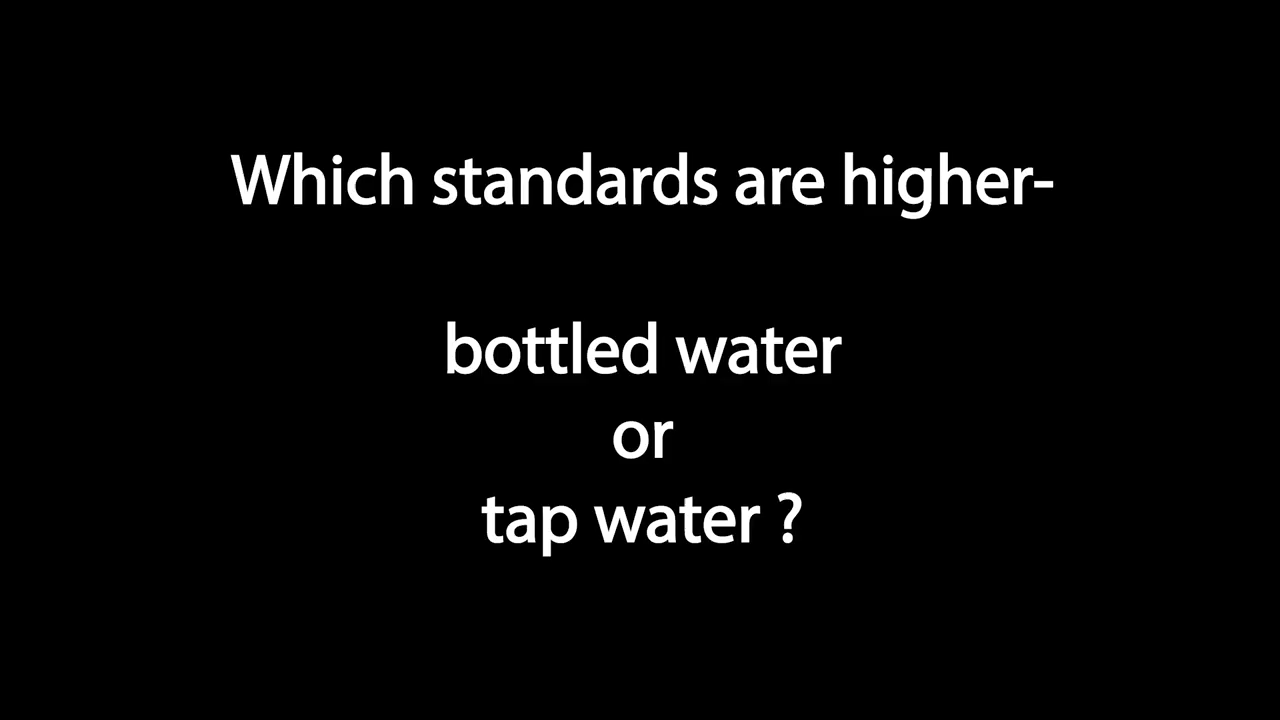 Which standards are higher-
bottled water
or
tap water ?